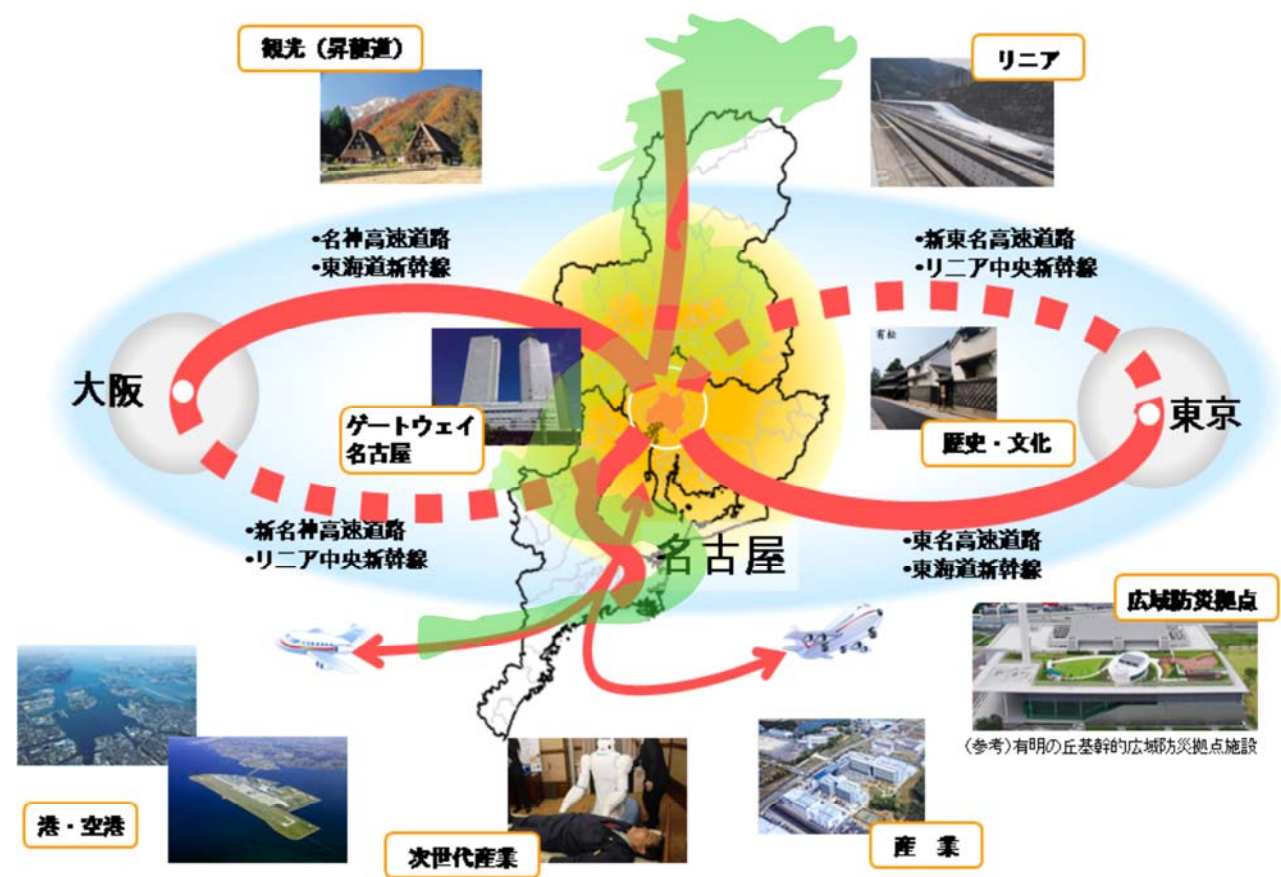 観光（昇龍道）
リニア
•名神高速道路
•東海道新幹線
•新東名高速道路
•リニア中央新幹線
有松
大阪
東京
ゲートウェイ
名古屋
歴史・文化
•新名神高速道路
•リニア中央新幹線
名古屋
•東名高速道路
•東海道新幹線
広域防災拠点
(参考)有明の丘基幹的広域防災拠点施設
港・空港
次世代産業
産　業